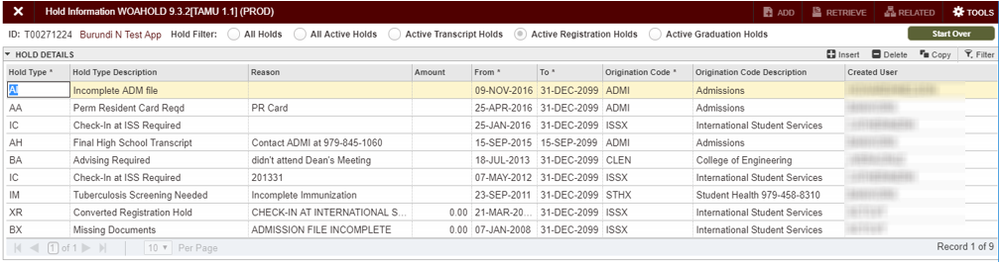 Hold Information WOAHOLD 9.3.2[TAMU 1.1] (PROD) ADD RETRIEVE RELATED TOOLS
ID: T00271224 Burundi N Test App Hold Filter: All Holds All Active Holds Active Transcript Holds Active Registration Holds Active Graduation Holds Start Over
HOLD DETAILS Insert Delete Copy Filter
Hold Type * Hold Type Description Reason Amount From * To * Origination Code * Origination Code Description Created User
AI Incomplete ADM file 09-NOV-2016 31-DEC-2099 ADMI Admissions
AA Perm Resident Card Reqd PR Card 25-APR-2016 31-DEC-2099 ADMI Admissions
IC Check-In at ISS Required 25-JAN-2016 31-DEC-2099 ISSX International Student Services
AH Final High School Transcript Contact ADMI at 979-845-1060 15-SEP-2015 15-SEP-2099 ADMI Admissions
BA Advising Required didn't attend Dean's Meeting 18-JUL-2013 31-DEC-2099 CLEN College of Engineering
IC Check-In at ISS Required 201331 07-MAY-2012 31-DEC-2099 ISSX International Student Services
IM Tuberculosis Screening Needed Incomplete Immunization 23-SEP-2011 31-DEC-2099 STHX Student Health 979-458-8310
XR Converted Registration Hold CHECK-IN AT INTERNATIONAL S... 0.00 21-MAR-20... 31-DEC-2099 ISSX International Student Services
BX Missing Documents ADMISSION FILE INCOMPLETE 0.00 07-JAN-2008 31-DEC-2099 ISSX International Student Services
1 of 1 10 Per Page Record 1 of 9